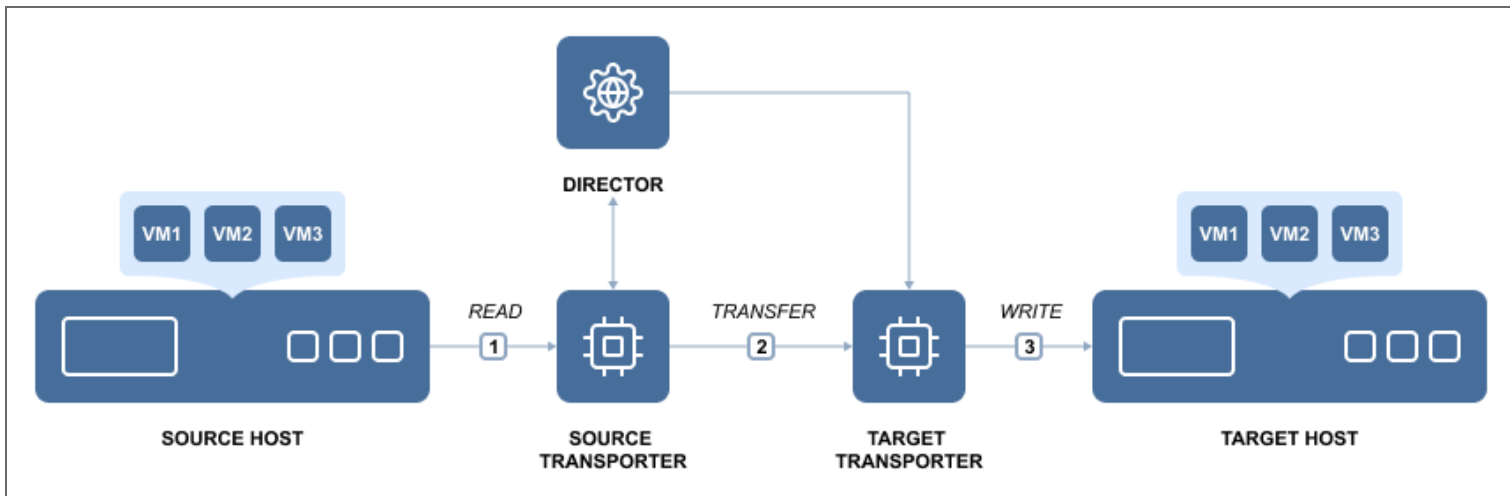 DIRECTOR
VM1 VM2 VM3
VM1 VM2 VM3
READ
1
TRANSFER
2
WRITE
3
SOURCE HOST
SOURCE
TRANSPORTER
TARGET
TRANSPORTER
TARGET HOST